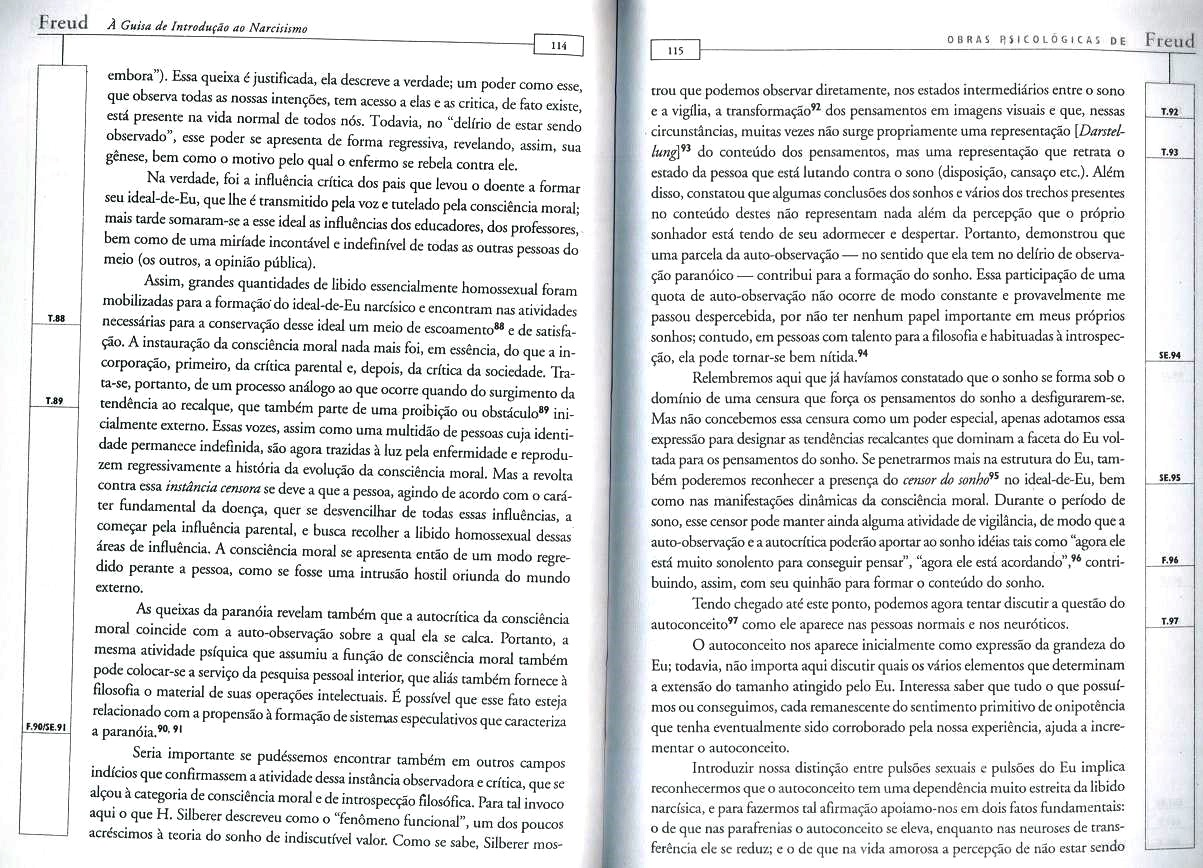 Freud À Guisa de Introdução ao Narcisismo
114
embora”). Essa queixa é justificada, ela descreve a verdade; um poder como esse,
que observa todas as nossas intenções, tem acesso a elas e as critica, de fato existe,
está presente na vida normal de todos nós. Todavia, no “delírio de estar sendo
observado”, esse poder se apresenta de forma regressiva, revelando, assim, sua
gênese, bem como o motivo pelo qual o enfermo se rebela contra ele.
Na verdade, foi a influência crítica dos pais que levou o doente a formar
seu ideal-de-Eu, que lhe é transmitido pela voz e tutelado pela consciência moral;
mais tarde somaram-se a esse ideal as influências dos educadores, dos professores,
bem como de uma miríade incontável e indefinível de todas as outras pessoas do
meio (os outros, a opinião pública).
Assim, grandes quantidades de libido essencialmente homossexual foram
mobilizadas para a formação do ideal-de-Eu narcísico e encontram nas atividades
T.88
necessárias para a conservação desse ideal um meio de escoamento88 e de satisfa-
ção. A instauração da consciência moral nada mais foi, em essência, do que a in-
corporação, primeiro, da crítica parental e, depois, da crítica da sociedade. Tra-
ta-se, portanto, de um processo análogo ao que ocorre quando do surgimento da
T.89
tendência ao recalque, que também parte de uma proibição ou obstáculo89 ini-
cialmente externo. Essas vozes, assim como uma multidão de pessoas cuja identi-
dade permanece indefinida, são agora trazidas à luz pela enfermidade e reprodu-
zem regressivamente a história da evolução da consciência moral. Mas a revolta
contra essa instância censora se deve a que a pessoa, agindo de acordo com o cará-
ter fundamental da doença, quer se desvencilhar de todas essas influências, a
começar pela influência parental, e busca recolher a libido homossexual dessas
áreas de influência. A consciência moral se apresenta então de um modo regre-
dido perante a pessoa, como se fosse uma intrusão hostil oriunda do mundo
externo.
As queixas da paranóia revelam também que a autocrítica da consciência
moral coincide com a auto-observação sobre a qual ela se calca. Portanto, a
mesma atividade psíquica que assumiu a função de consciência moral também
pode colocar-se a serviço da pesquisa pessoal interior, que aliás também fornece à
filosofia o material de suas operações intelectuais. É possível que esse fato esteja
relacionado com a propensão à formação de sistemas especulativos que caracteriza
F.90/SE.91
a paranóia.90, 91
Seria importante se pudéssemos encontrar também em outros campos
indícios que confirmassem a atividade dessa instância observadora e crítica, que se
alçou à categoria de consciência moral e de introspecção filosófica. Para tal invoco
aqui o que H. Silberer descreveu como o “fenômeno funcional”, um dos poucos
acréscimos à teoria do sonho de indiscutível valor. Como se sabe, Silberer mos-
115
OBRAS PSICOLÓGICAS DE Freud
trou que podemos observar diretamente, nos estados intermediários entre o sono
e a vigília, a transformação92 dos pensamentos em imagens visuais e que, nessas
T.92
circunstâncias, muitas vezes não surge propriamente uma representação [Darstel-
lung]93 do conteúdo dos pensamentos, mas uma representação que retrata o
T.93
estado da pessoa que está lutando contra o sono (disposição, cansaço etc.). Além
disso, constatou que algumas conclusões dos sonhos e vários dos trechos presentes
no conteúdo destes não representam nada além da percepção que o próprio
sonhador está tendo de seu adormecer e despertar. Portanto, demonstrou que
uma parcela da auto-observação — no sentido que ela tem no delírio de observa-
ção paranóico — contribui para a formação do sonho. Essa participação de uma
quota de auto-observação não ocorre de modo constante e provavelmente me
passou despercebida, por não ter nenhum papel importante em meus próprios
sonhos; contudo, em pessoas com talento para a filosofia e habituadas à introspec-
ção, ela pode tornar-se bem nítida.94
SE.94
Relembremos aqui que já havíamos constatado que o sonho se forma sob o
domínio de uma censura que força os pensamentos do sonho a desfigurarem-se.
Mas não concebemos essa censura como um poder especial, apenas adotamos essa
expressão para designar as tendências recalcantes que dominam a faceta do Eu vol-
tada para os pensamentos do sonho. Se penetrarmos mais na estrutura do Eu, tam-
bém poderemos reconhecer a presença do censor do sonho95 no ideal-de-Eu, bem
SE.95
como nas manifestações dinâmicas da consciência moral. Durante o período de
sono, esse censor pode manter ainda alguma atividade de vigilância, de modo que a
auto-observação e a autocrítica poderão aportar ao sonho idéias tais como “agora ele
está muito sonolento para conseguir pensar”, “agora ele está acordando”,96 contri-
F.96
buindo, assim, com seu quinhão para formar o conteúdo do sonho.
Tendo chegado até este ponto, podemos agora tentar discutir a questão do
autoconceito97 como ele aparece nas pessoas normais e nos neuróticos.
T.97
O autoconceito nos aparece inicialmente como expressão da grandeza do
Eu; todavia, não importa aqui discutir quais os vários elementos que determinam
a extensão do tamanho atingido pelo Eu. Interessa saber que tudo o que possuí-
mos ou conseguimos, cada remanescente do sentimento primitivo de onipotência
que tenha eventualmente sido corroborado pela nossa experiência, ajuda a incre-
mentar o autoconceito.
Introduzir nossa distinção entre pulsões sexuais e pulsões do Eu implica
reconhecermos que o autoconceito tem uma dependência muito estreita da libido
narcísica, e para fazermos tal afirmação apoiamo-nos em dois fatos fundamentais:
o de que nas parafrenias o autoconceito se eleva, enquanto nas neuroses de trans-
ferência ele se reduz; e o de que na vida amorosa a percepção de não estar sendo